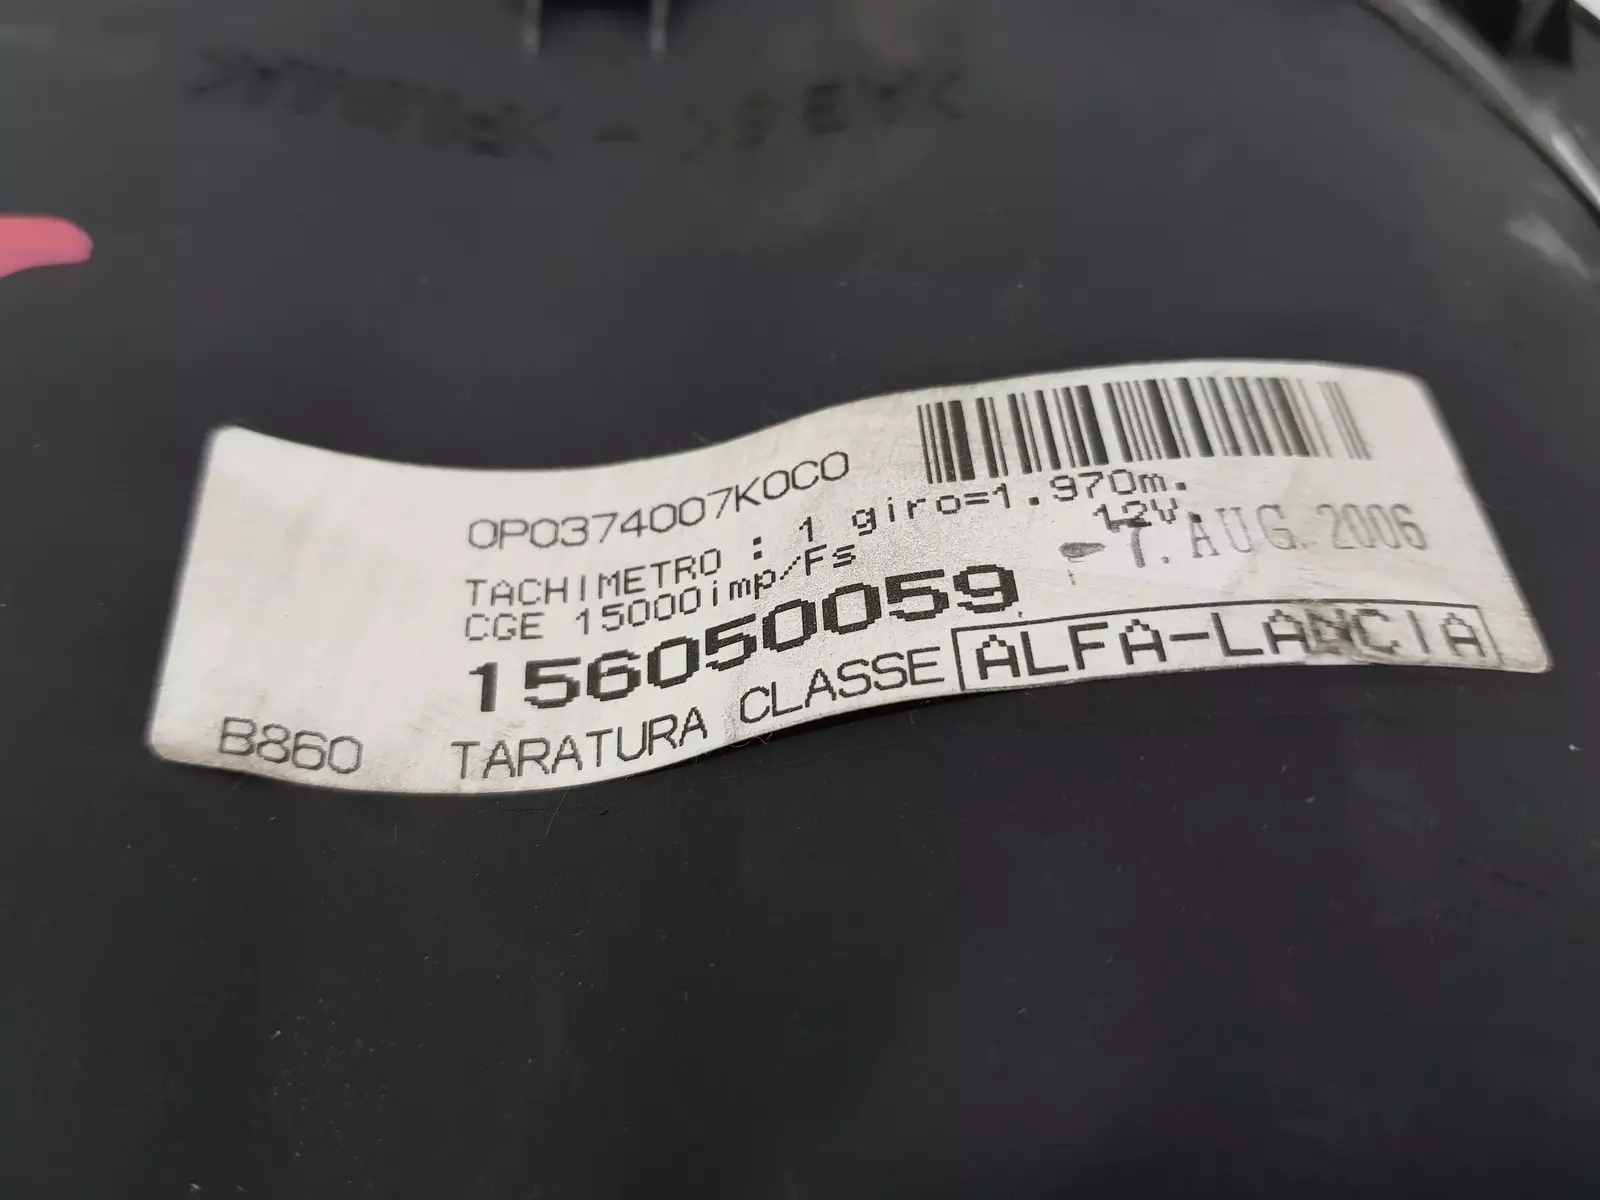 0P0374007K0C0
TACHIMETRO : 1 giro=1.970m.
CGE 15000imp/Fs 12V.
-7. AUG. 2006
156050059
B860 TARATURA CLASSE ALFA-LANCIA